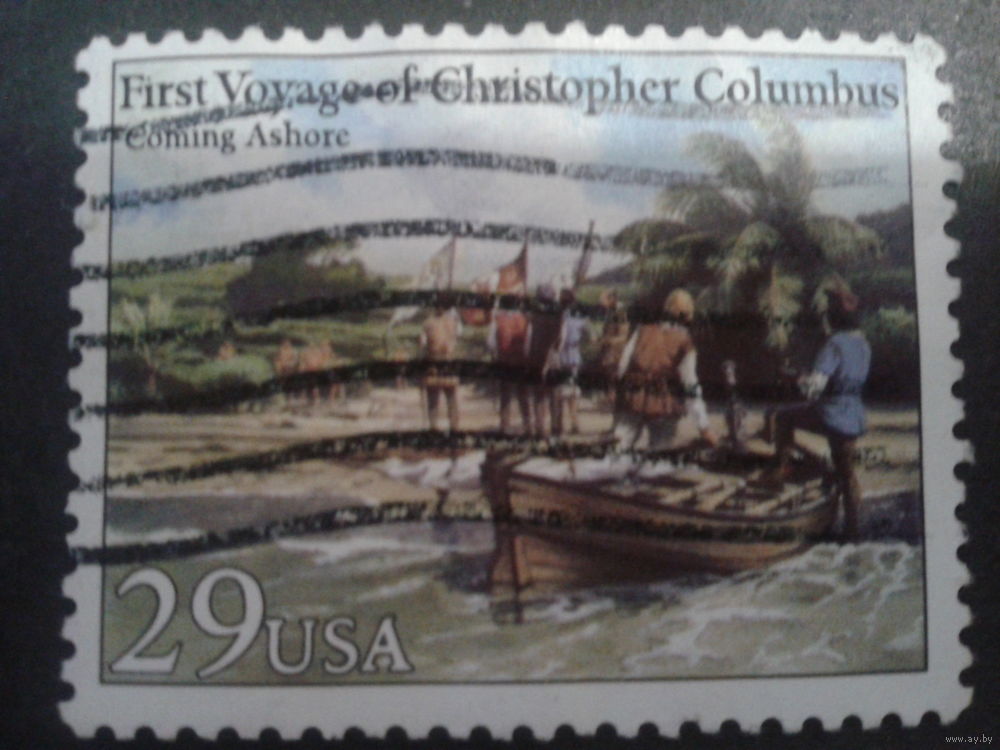 First Voyage of Christopher Columbus
Coming Ashore
29USA
www.ay.by